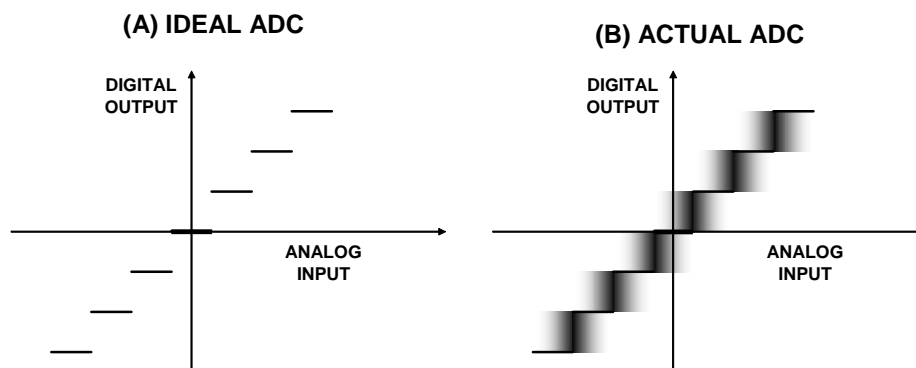 (A) IDEAL ADC
DIGITAL
OUTPUT
ANALOG
INPUT
(B) ACTUAL ADC
DIGITAL
OUTPUT
ANALOG
INPUT